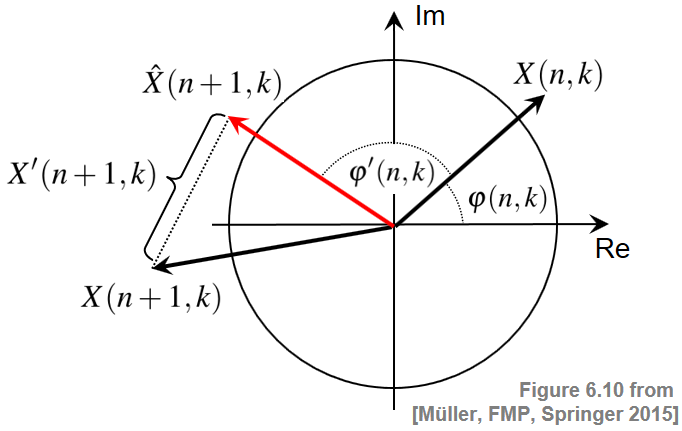 Im
X̂(n+1,k)
X(n,k)
X′(n+1,k)
φ′(n,k)
φ(n,k)
Re
X(n+1,k)
Figure 6.10 from
[Müller, FMP, Springer 2015]